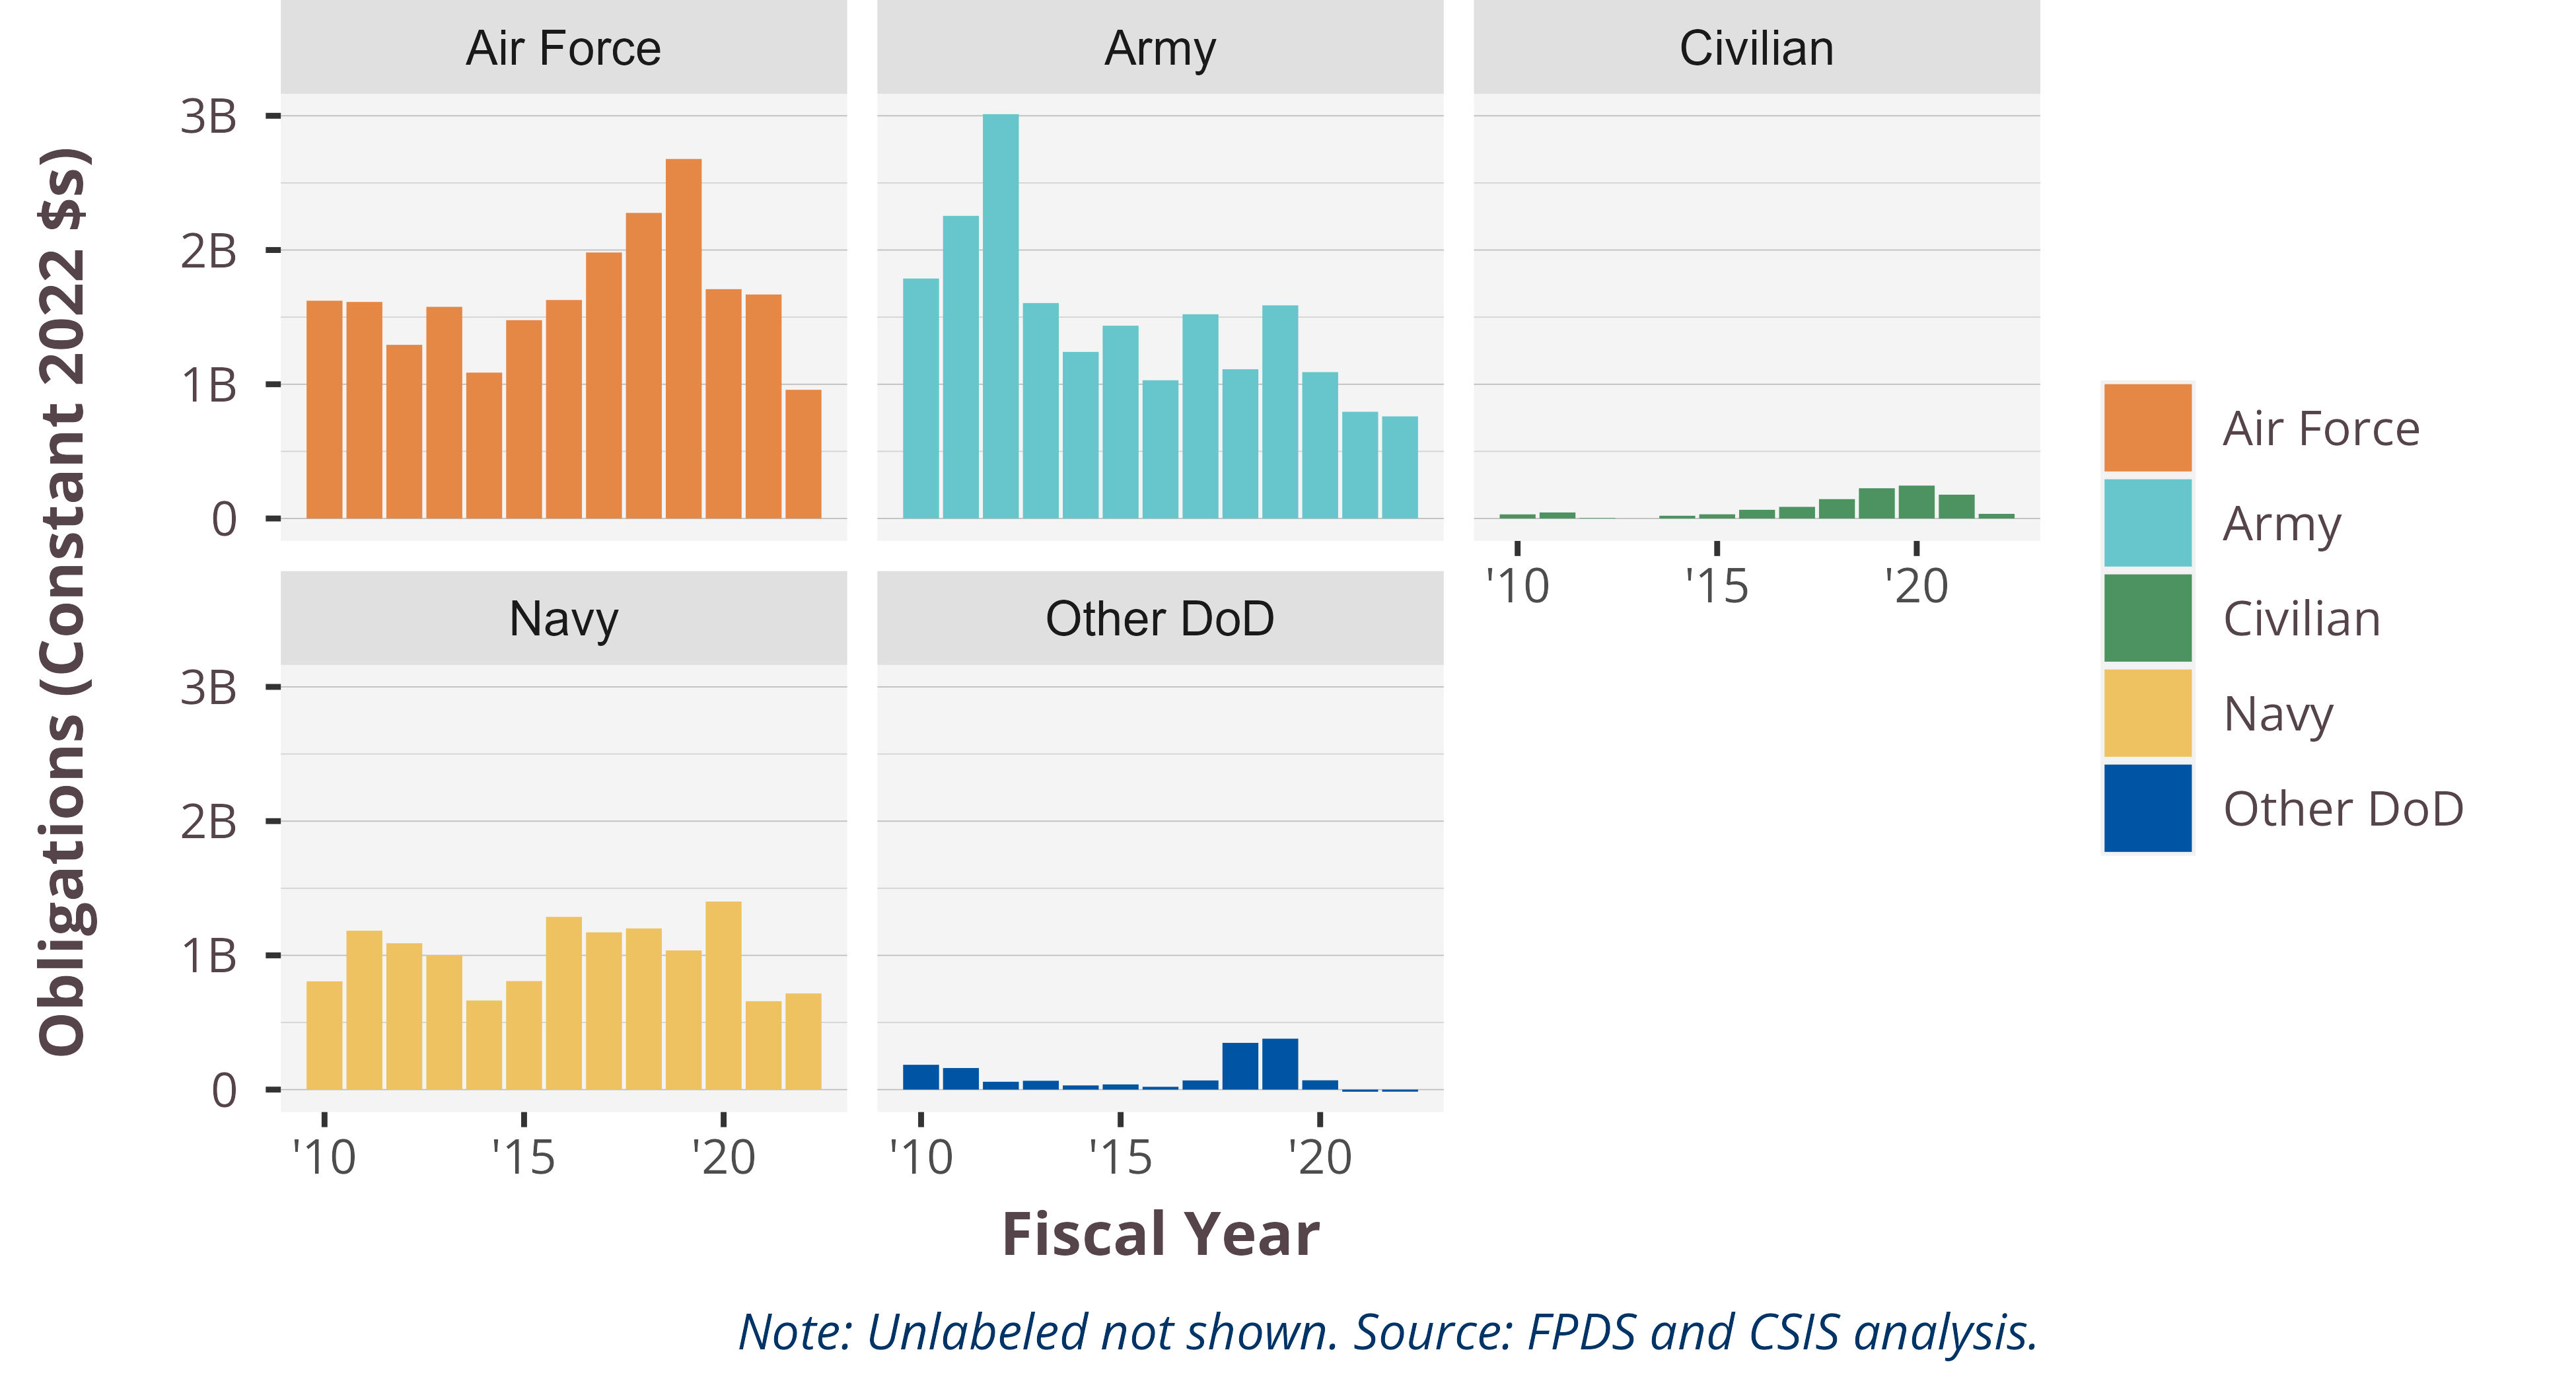 Air Force
Army
Civilian
3B
2B
1B
0
'10
'15
'20
Navy
Other DoD
3B
2B
1B
0
'10
'15
'20
'10
'15
'20
Obligations (Constant 2022 $s)
Fiscal Year
Air Force
Army
Civilian
Navy
Other DoD
Note: Unlabeled not shown. Source: FPDS and CSIS analysis.